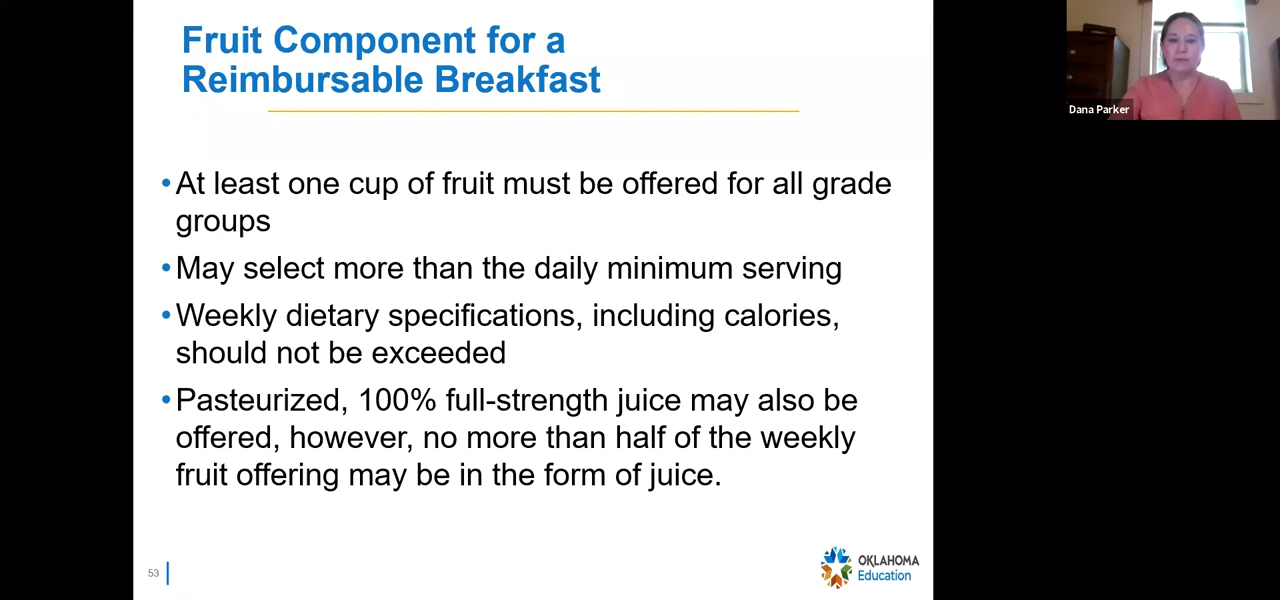 Fruit Component for a
Reimbursable Breakfast
Dana Parker
•At least one cup of fruit must be offered for all grade
groups
•May select more than the daily minimum serving
•Weekly dietary specifications, including calories,
should not be exceeded
•Pasteurized, 100% full-strength juice may also be
offered, however, no more than half of the weekly
fruit offering may be in the form of juice.
53
OKLAHOMA
Education